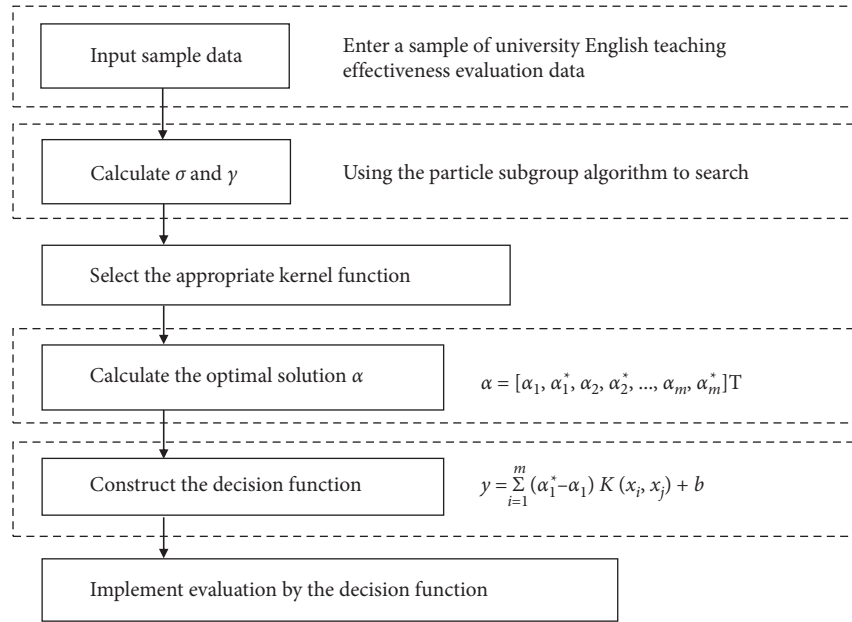 Input sample data
Enter a sample of university English teaching
effectiveness evaluation data
Calculate σ and γ
Using the particle subgroup algorithm to search
Select the appropriate kernel function
Calculate the optimal solution α
α = [α₁, α₁*, α₂, α₂*, ..., αₘ, αₘ*]T
Construct the decision function
y = Σᵢ₌₁ᵐ (α₁*–α₁) K (xᵢ, xⱼ) + b
Implement evaluation by the decision function